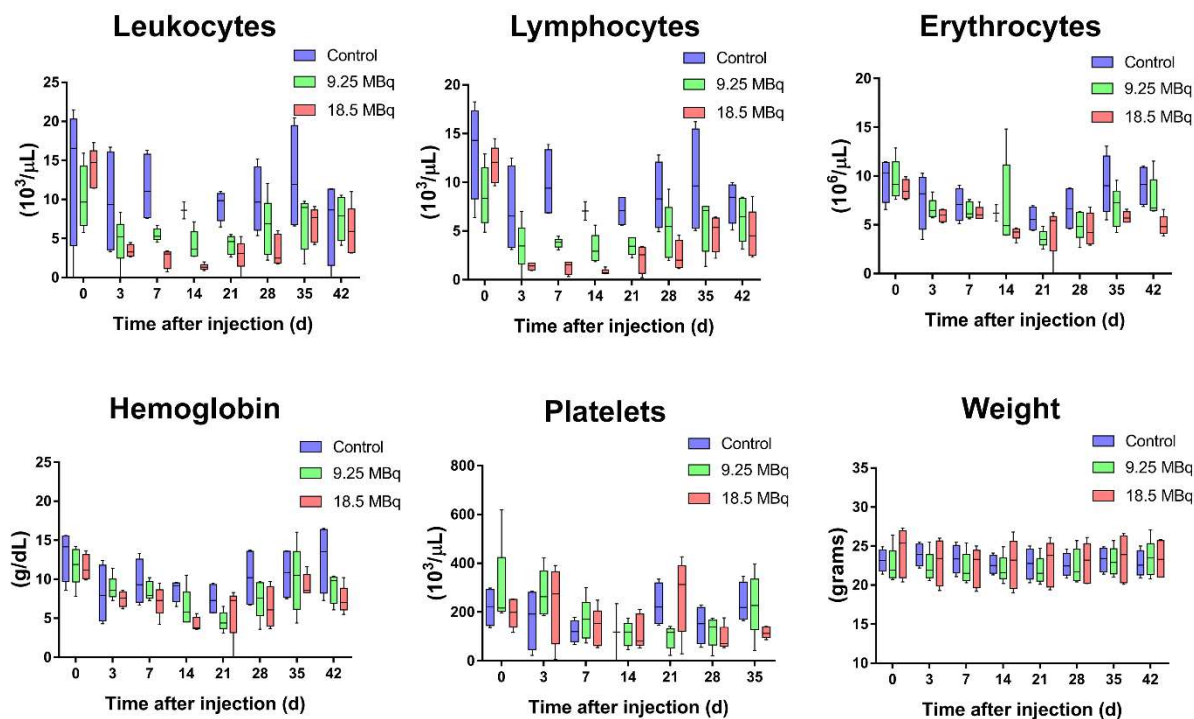 Leukocytes
Control
9.25 MBq
18.5 MBq
25
20
15
10
5
0
(10³/µL)
0 3 7 14 21 28 35 42
Time after injection (d)
Lymphocytes
Control
9.25 MBq
18.5 MBq
20
15
10
5
0
(10³/µL)
0 3 7 14 21 28 35 42
Time after injection (d)
Erythrocytes
Control
9.25 MBq
18.5 MBq
20
15
10
5
0
(10⁶/µL)
0 3 7 14 21 28 35 42
Time after injection (d)
Hemoglobin
Control
9.25 MBq
18.5 MBq
25
20
15
10
5
0
(g/dL)
0 3 7 14 21 28 35 42
Time after injection (d)
Platelets
Control
9.25 MBq
18.5 MBq
800
600
400
200
0
(10³/µL)
0 3 7 14 21 28 35
Time after injection (d)
Weight
Control
9.25 MBq
18.5 MBq
35
30
25
20
15
10
(grams)
0 3 7 14 21 28 35 42
Time after injection (d)